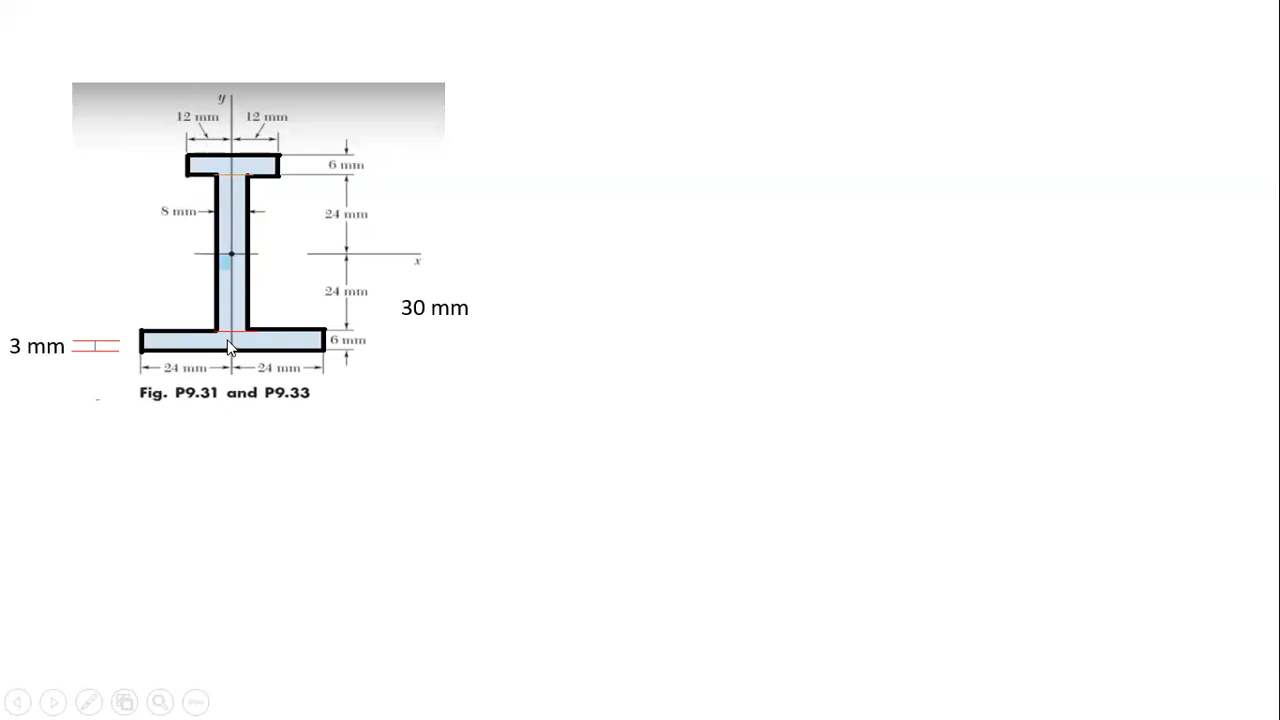 y
12 mm 12 mm
6 mm
8 mm
24 mm
x
24 mm
30 mm
3 mm
6 mm
24 mm 24 mm
Fig. P9.31 and P9.33